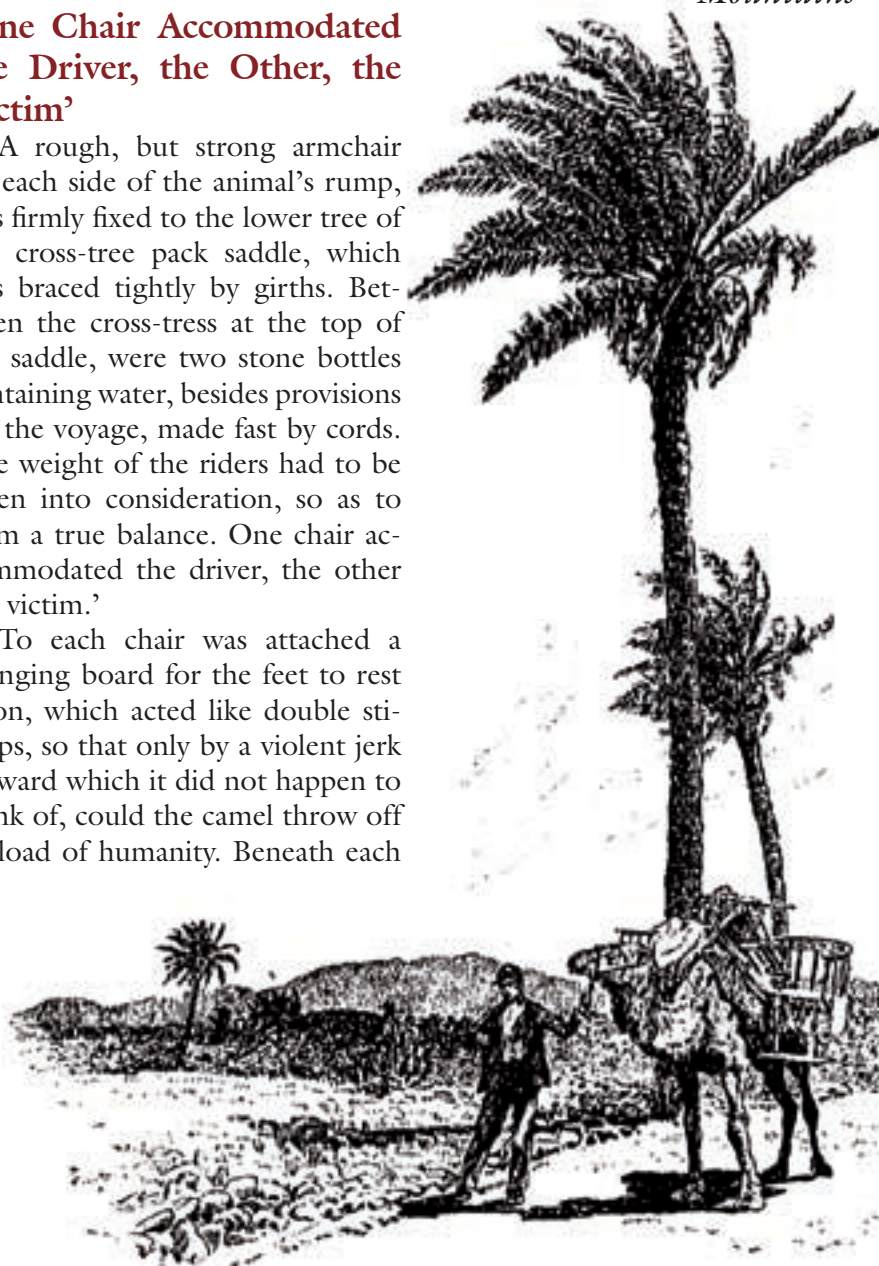 Mountains
ne Chair Accommodated
e Driver, the Other, the
ctim’
A rough, but strong armchair
each side of the animal’s rump,
s firmly fixed to the lower tree of
cross-tree pack saddle, which
s braced tightly by girths. Bet-
en the cross-tress at the top of
saddle, were two stone bottles
ntaining water, besides provisions
the voyage, made fast by cords.
e weight of the riders had to be
en into consideration, so as to
m a true balance. One chair ac-
mmodated the driver, the other
victim.’
To each chair was attached a
nging board for the feet to rest
on, which acted like double sti-
ps, so that only by a violent jerk
ward which it did not happen to
nk of, could the camel throw off
load of humanity. Beneath each